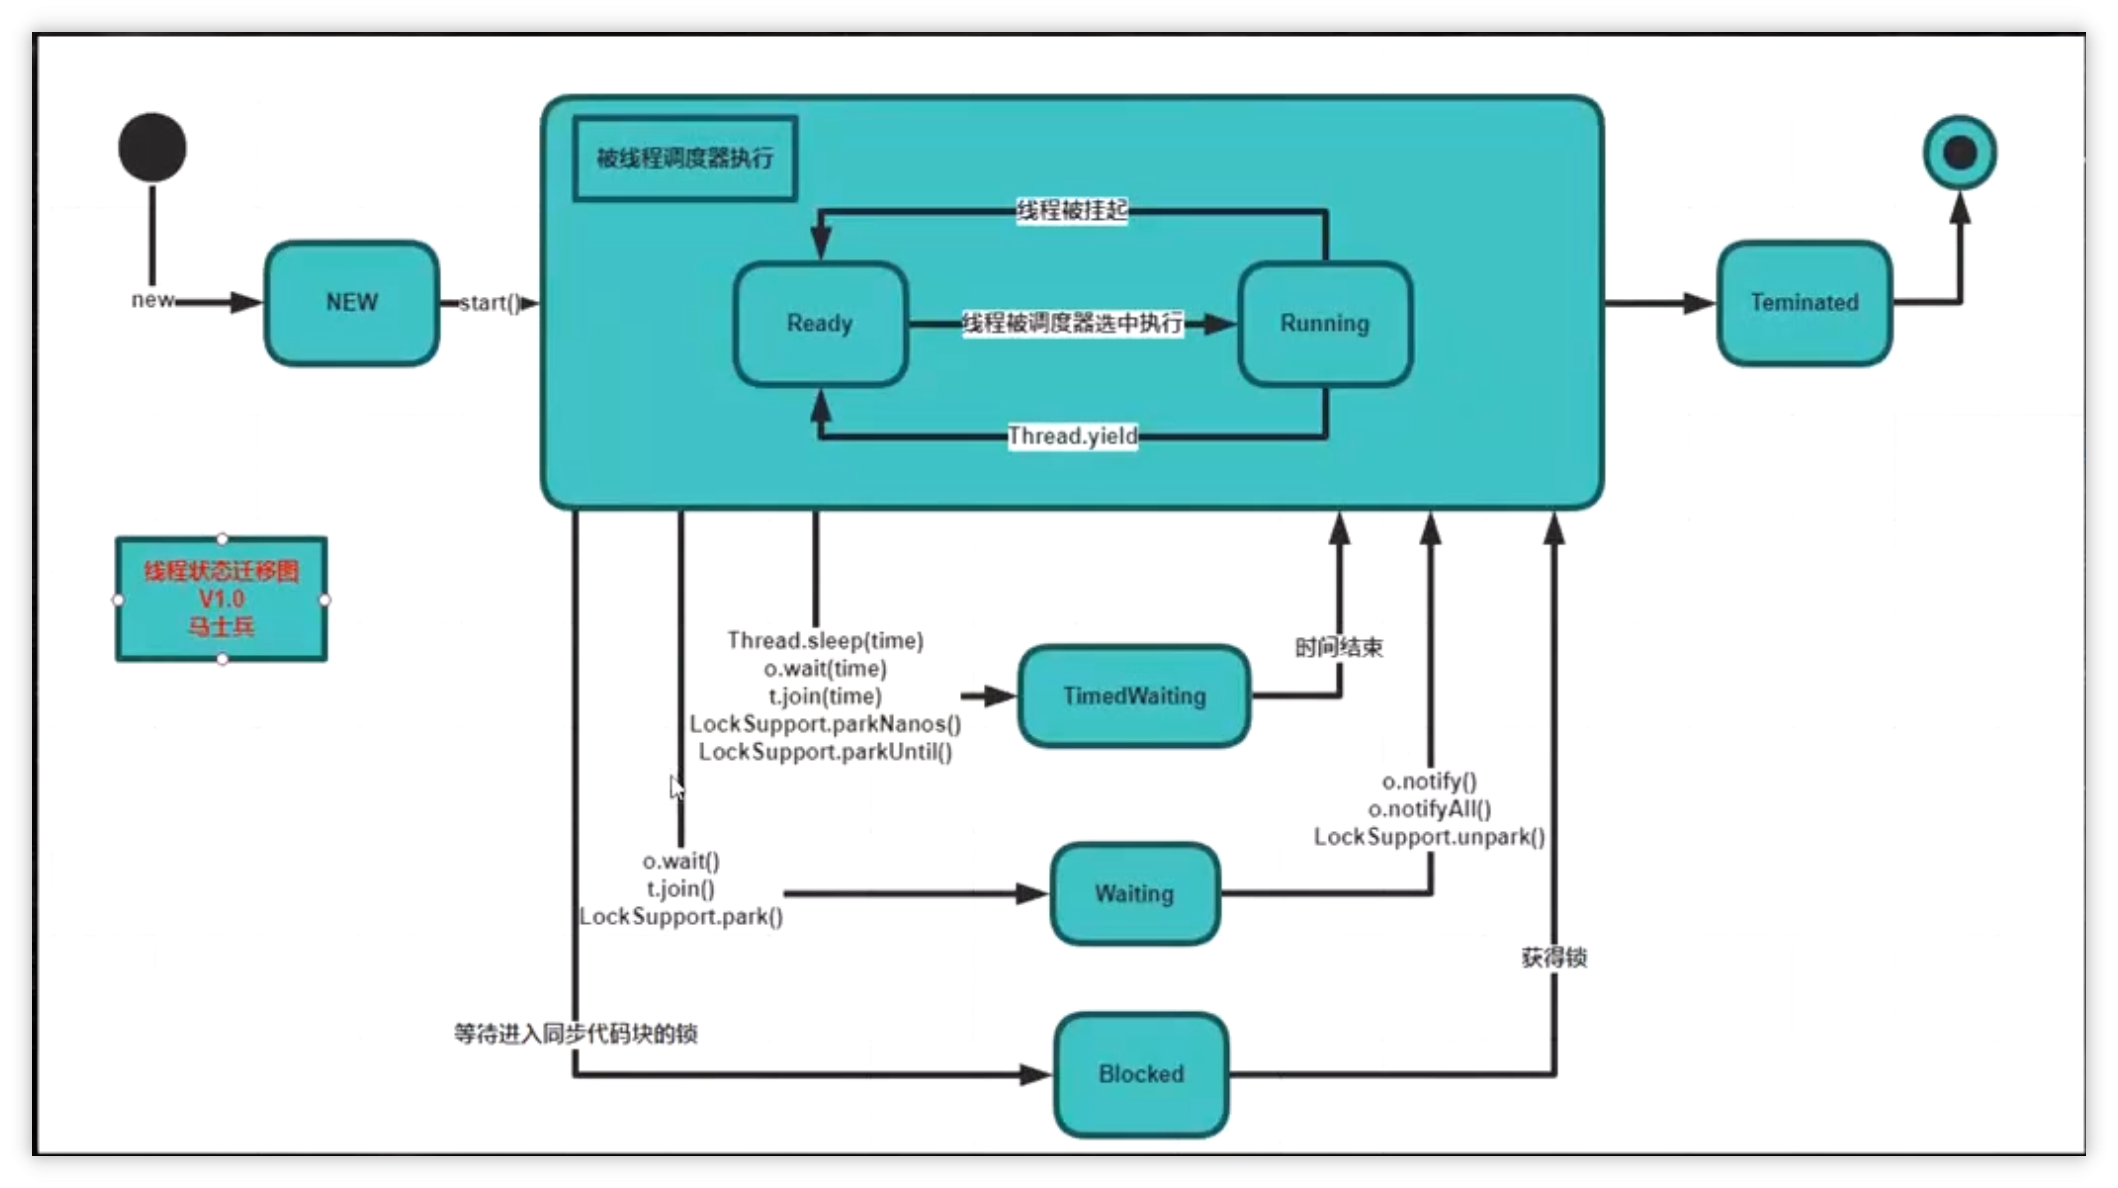 被线程调度器执行
线程被挂起
new
NEW
start()
Ready
线程被调度器选中执行
Running
Teminated
Thread.yield
线程状态迁移图
V1.0
马士兵
Thread.sleep(time)
o.wait(time)
t.join(time)
LockSupport.parkNanos()
LockSupport.parkUntil()
TimedWaiting
时间结束
o.notify()
o.notifyAll()
LockSupport.unpark()
o.wait()
t.join()
LockSupport.park()
Waiting
获得锁
等待进入同步代码块的锁
Blocked